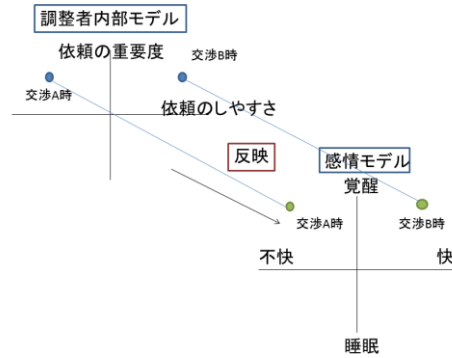 調整者内部モデル
依頼の重要度
交渉B時
交渉A時
依頼のしやすさ
反映
感情モデル
覚醒
交渉A時
交渉B時
不快
快
睡眠